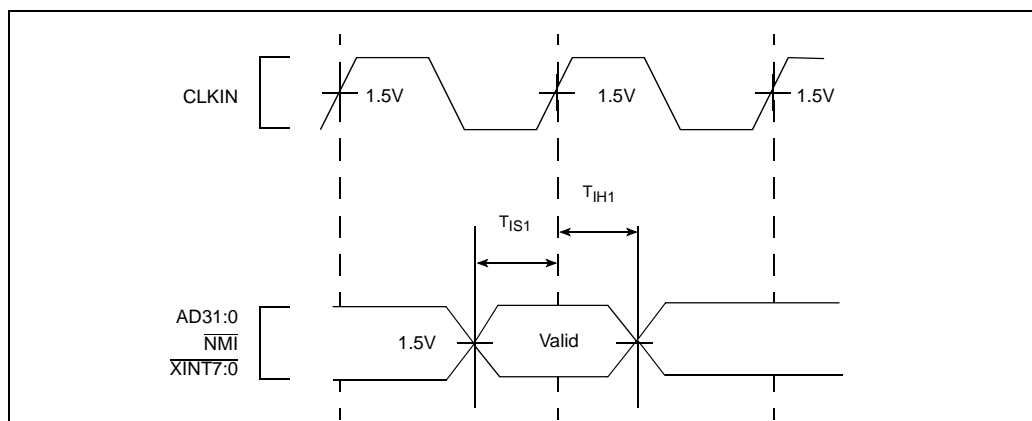 CLKIN
1.5V
1.5V
1.5V
TIH1
TIS1
AD31:0
NMI
XINT7:0
1.5V
Valid